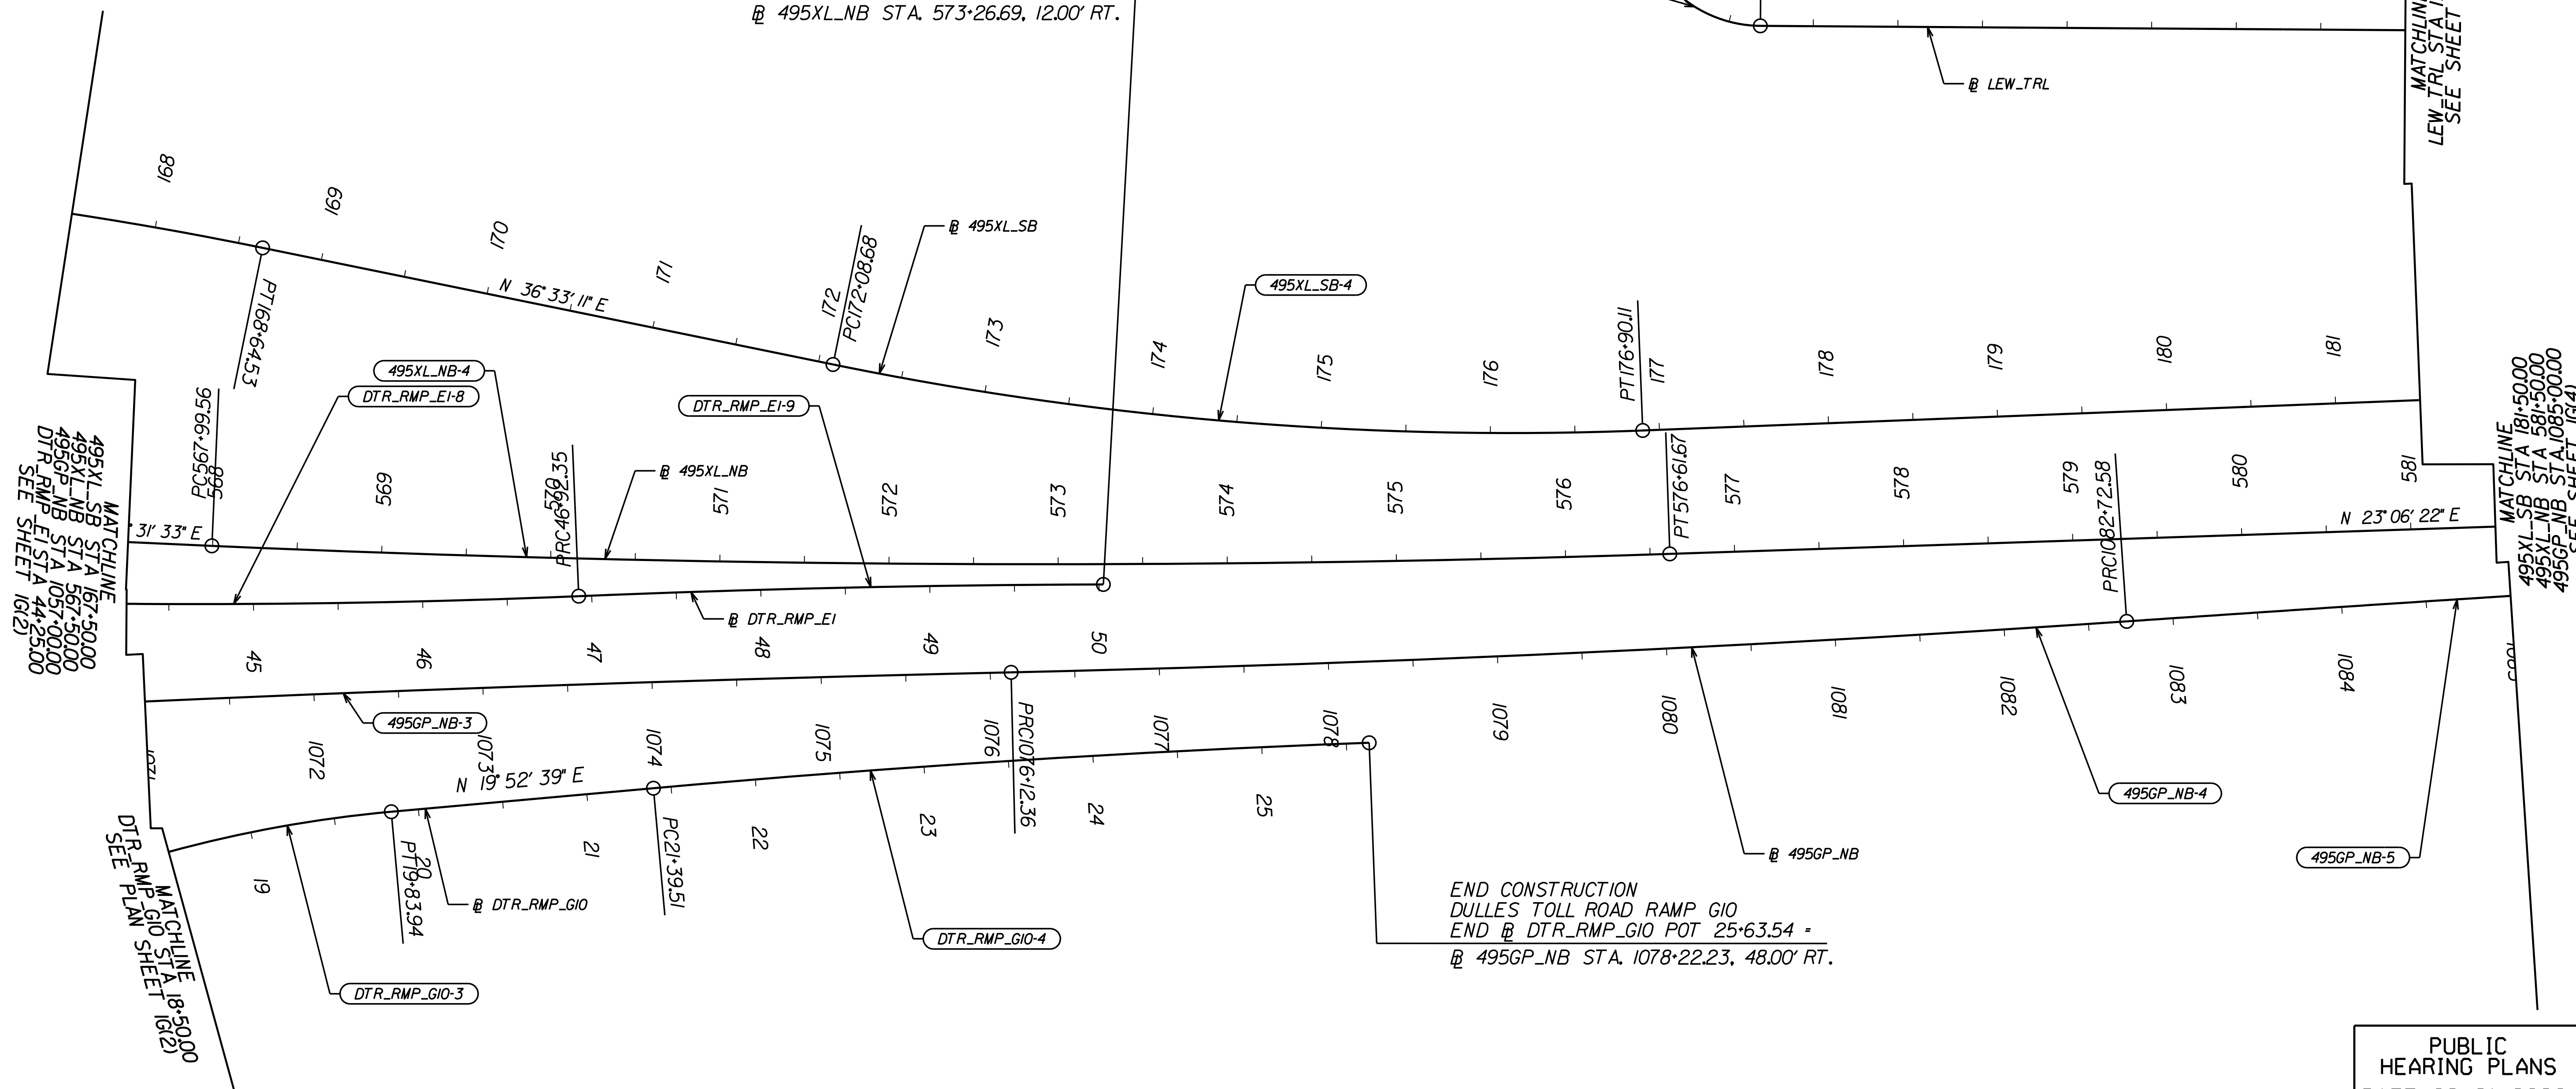 ℄ 495XL_NB STA. 573+26.69, 12.00' RT.
MATCHLINE
LEW_TRL STA
SEE SHEET
℄ LEW_TRL
168
169
170
171
172
173
174
175
176
177
178
179
180
181
PT168+64.53
N 36° 33' 11" E
PC172+08.68
℄ 495XL_SB
495XL_SB-4
PT176+90.11
495XL_NB-4
DTR_RMP_E1-8
DTR_RMP_E1-9
PC567+99.56
568
569
570
571
572
573
574
575
576
577
578
579
580
581
° 31' 33" E
PRC46+92.35
℄ 495XL_NB
PT576+61.67
PRC1082+72.58
N 23° 06' 22" E
MATCHLINE
495XL_SB STA 167+50.00
495XL_NB STA 567+50.00
495GP_NB STA 1057+00.00
DTR_RMP_E1 STA 44+25.00
SEE SHEET 1G(2)
MATCHLINE
495XL_SB STA 181+50.00
495XL_NB STA 581+50.00
495GP_NB STA.1085+00.00
SEE SHEET 1G(4)
℄ DTR_RMP_E1
45
46
47
48
49
50
495GP_NB-3
1071
1072
1073
1074
1075
1076
1077
1078
1079
1080
1081
1082
1083
1084
1085
PRC1076+12.36
N 19° 52' 39" E
PT19+83.94
PC21+39.51
19
20
21
22
23
24
25
℄ DTR_RMP_G10
DTR_RMP_G10-3
DTR_RMP_G10-4
℄ 495GP_NB
495GP_NB-4
495GP_NB-5
MATCHLINE
DTR_RMP_G10 STA 18+50.00
SEE PLAN SHEET 1G(2)
END CONSTRUCTION
DULLES TOLL ROAD RAMP G10
END ℄ DTR_RMP_G10 POT 25+63.54 =
℄ 495GP_NB STA. 1078+22.23, 48.00' RT.
PUBLIC
HEARING PLANS